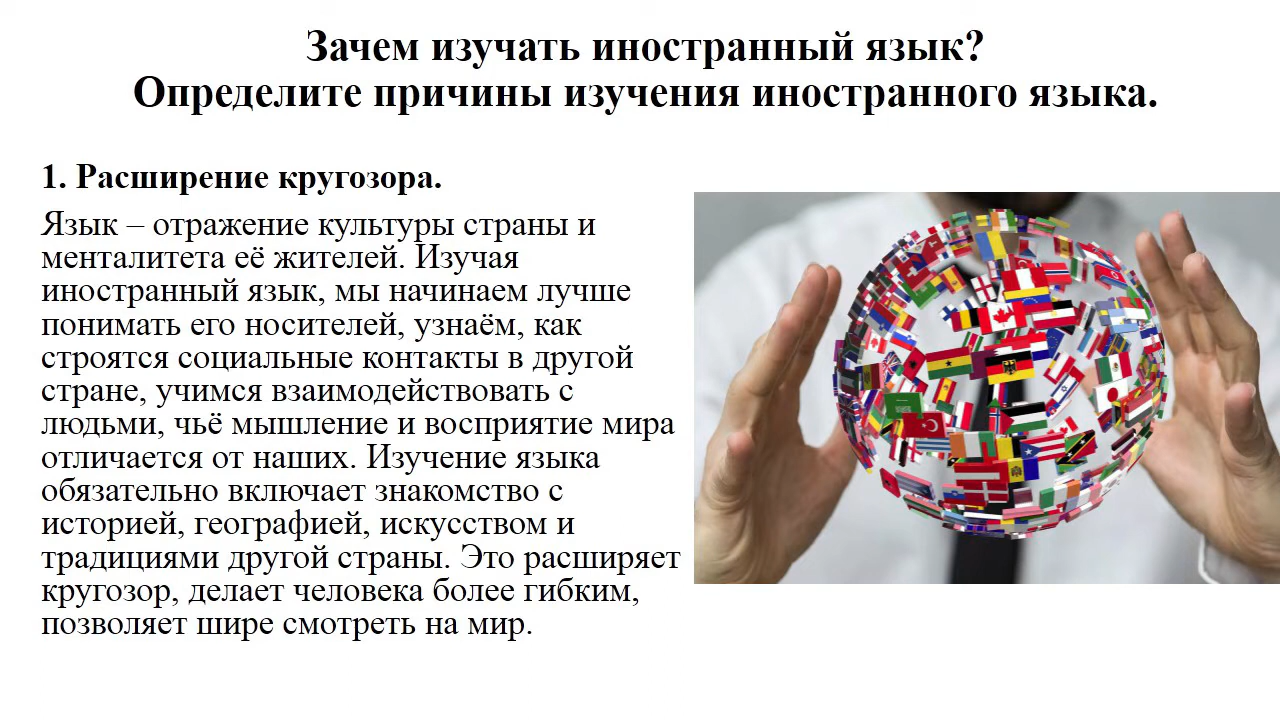 Зачем изучать иностранный язык?
Определите причины изучения иностранного языка.
1. Расширение кругозора.
Язык – отражение культуры страны и
менталитета её жителей. Изучая
иностранный язык, мы начинаем лучше
понимать его носителей, узнаём, как
строятся социальные контакты в другой
стране, учимся взаимодействовать с
людьми, чьё мышление и восприятие мира
отличается от наших. Изучение языка
обязательно включает знакомство с
историей, географией, искусством и
традициями другой страны. Это расширяет
кругозор, делает человека более гибким,
позволяет шире смотреть на мир.